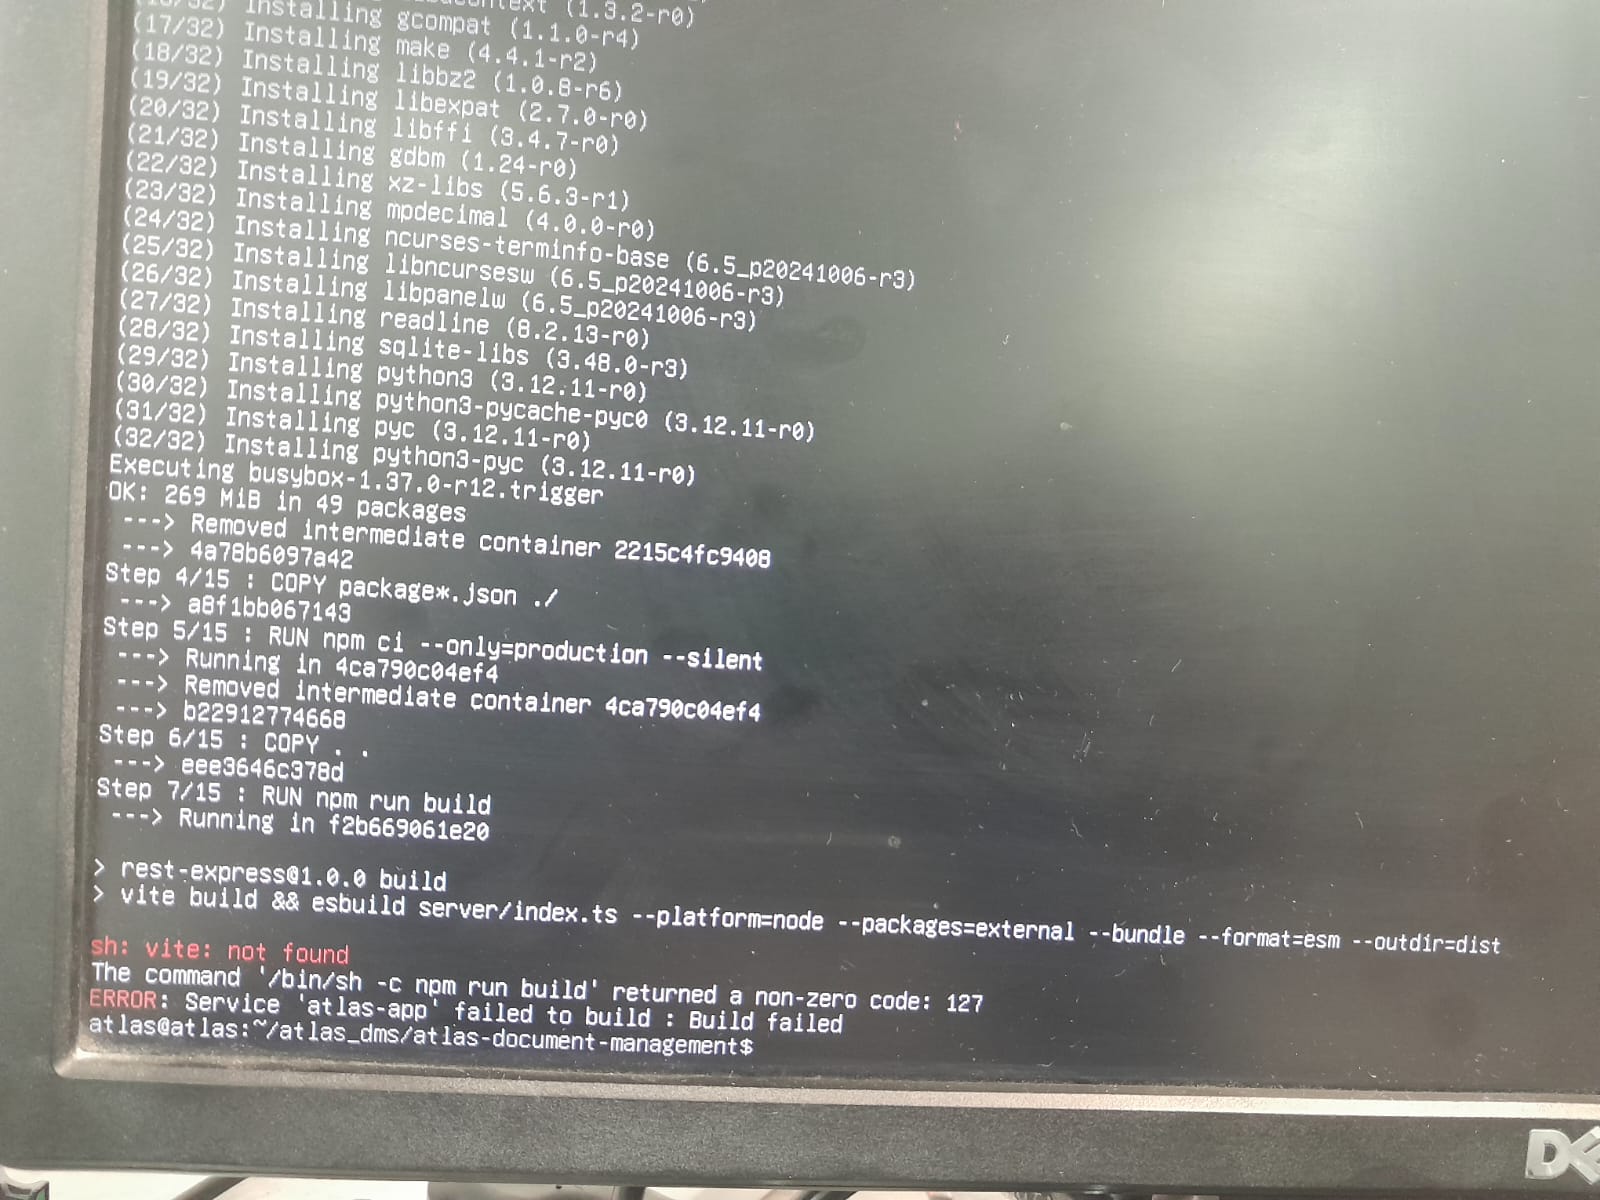 (1.3.2-r0)
(17/32) Installing gcompat (1.1.0-r4)
(18/32) Installing make (4.4.1-r2)
(19/32) Installing libbz2 (1.0.8-r6)
(20/32) Installing libexpat (2.7.0-r0)
(21/32) Installing libffi (3.4.7-r0)
(22/32) Installing gdbm (1.24-r0)
(23/32) Installing xz-libs (5.6.3-r1)
(24/32) Installing mpdecimal (4.0.0-r0)
(25/32) Installing ncurses-terminfo-base (6.5_p20241006-r3)
(26/32) Installing libncursesw (6.5_p20241006-r3)
(27/32) Installing libpanelw (6.5_p20241006-r3)
(28/32) Installing readline (8.2.13-r0)
(29/32) Installing sqlite-libs (3.48.0-r3)
(30/32) Installing python3 (3.12.11-r0)
(31/32) Installing python3-pycache-pyc0 (3.12.11-r0)
(32/32) Installing pyc (3.12.11-r0)
Installing python3-pyc (3.12.11-r0)
Executing busybox-1.37.0-r12.trigger
OK: 269 MiB in 49 packages
---> Removed intermediate container 2215c4fc9408
---> 4a78b6097a42
Step 4/15 : COPY package*.json ./
---> a8f1bb067143
Step 5/15 : RUN npm ci --only=production --silent
---> Running in 4ca790c04ef4
---> Removed intermediate container 4ca790c04ef4
---> b22912774668
Step 6/15 : COPY . .
---> eee3646c378d
Step 7/15 : RUN npm run build
---> Running in f2b669061e20
> rest-express@1.0.0 build
> vite build && esbuild server/index.ts --platform=node --packages=external --bundle --format=esm --outdir=dist
sh: vite: not found
The command '/bin/sh -c npm run build' returned a non-zero code: 127
ERROR: Service 'atlas-app' failed to build : Build failed
atlas@atlas:~/atlas_dms/atlas-document-management$